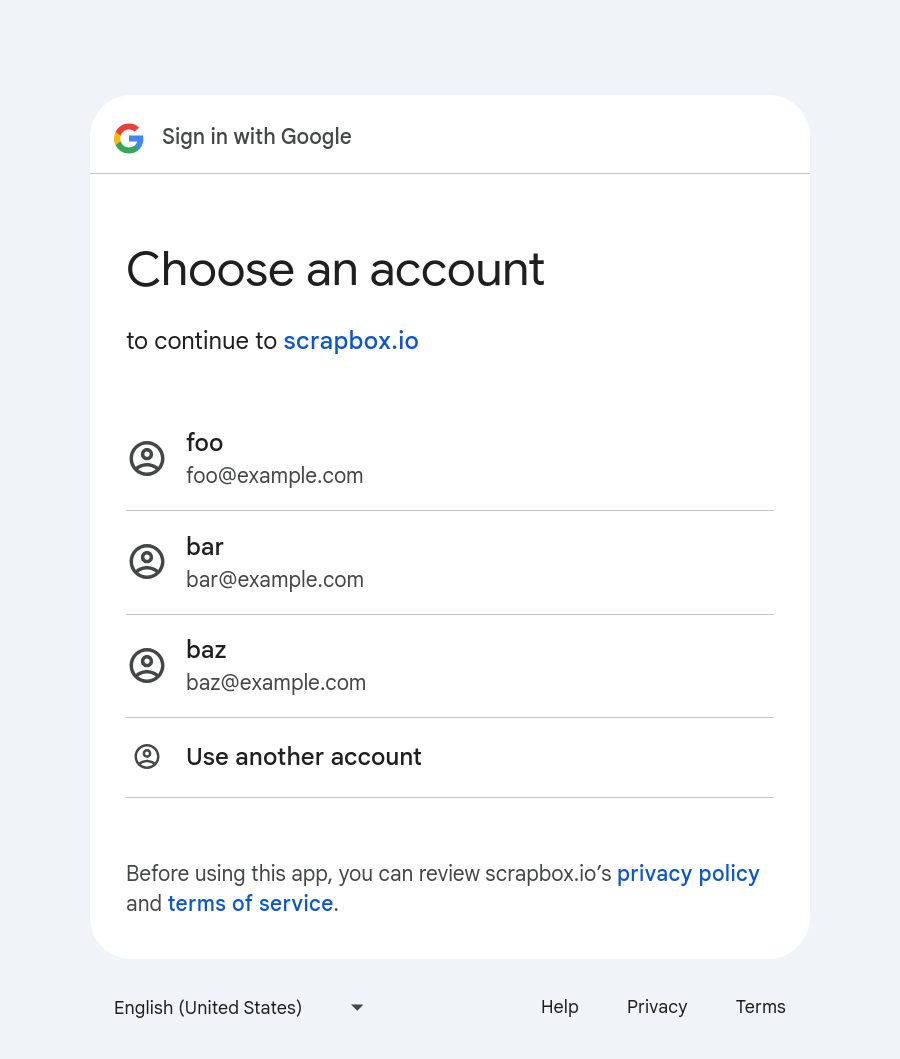 Sign in with Google
Choose an account
to continue to scrapbox.io
foo
foo@example.com
bar
bar@example.com
baz
baz@example.com
Use another account
Before using this app, you can review scrapbox.io’s privacy policy
and terms of service.
English (United States) Help Privacy Terms